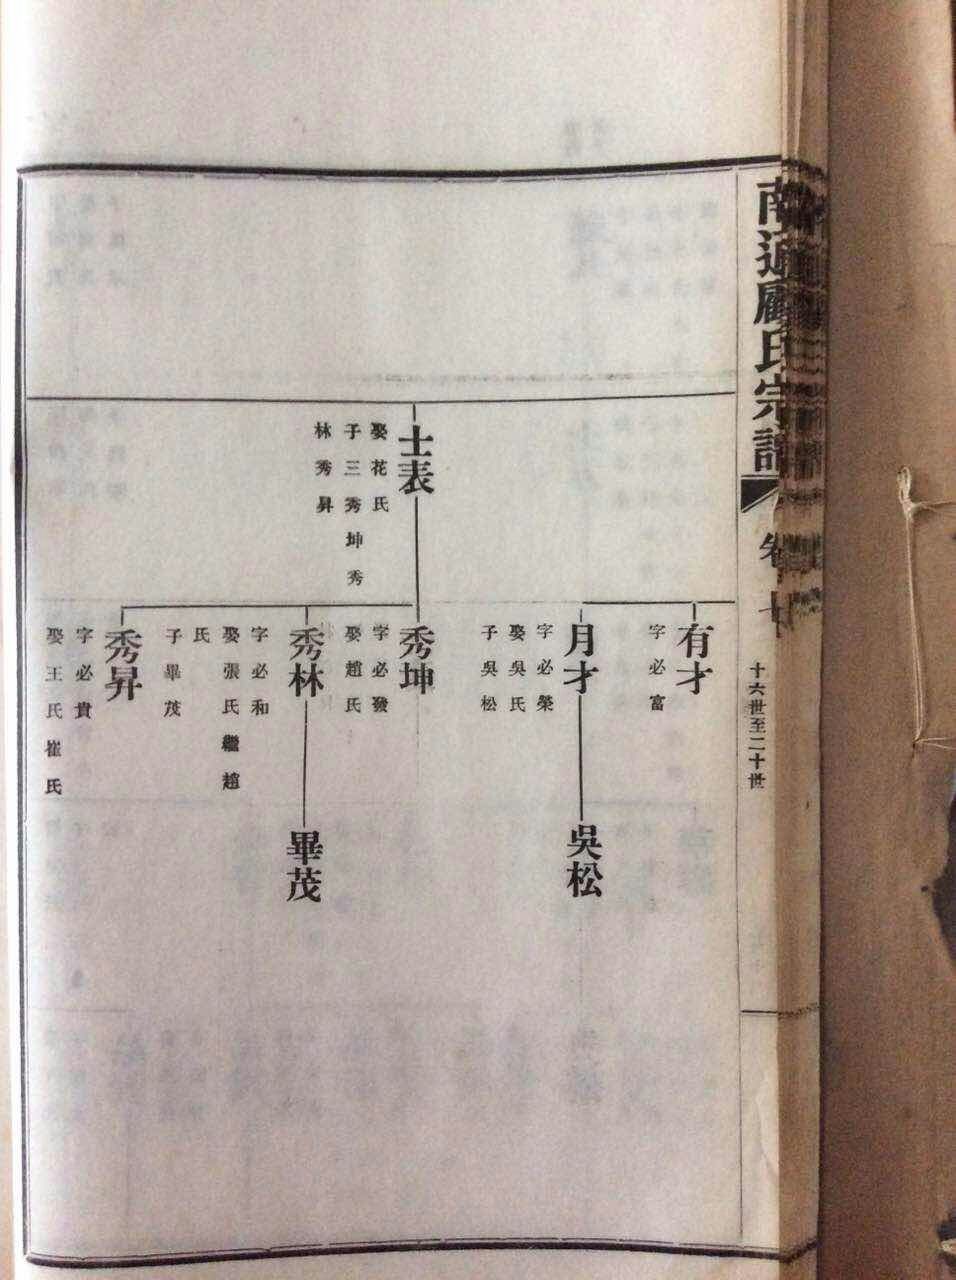 南通顧氏宗譜
卷
十六世至二十世
有才
字必富
月才
字必榮
娶吳氏
子吳松
吳松
士表
娶花氏
子三秀坤秀
林秀昇
秀坤
字必發
娶趙氏
秀林
字必和
娶張氏繼趙
氏
子畢茂
畢茂
秀昇
字必貴
娶王氏崔氏